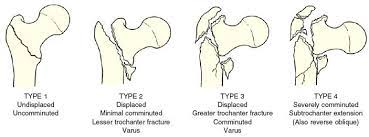 TYPE 1
Undisplaced
Uncomminuted
TYPE 2
Displaced
Minimal comminuted
Lesser trochanter fracture
Varus
TYPE 3
Displaced
Greater trochanter fracture
Comminuted
Varus
TYPE 4
Severely comminuted
Subtrochanter extension
(Also reverse oblique)